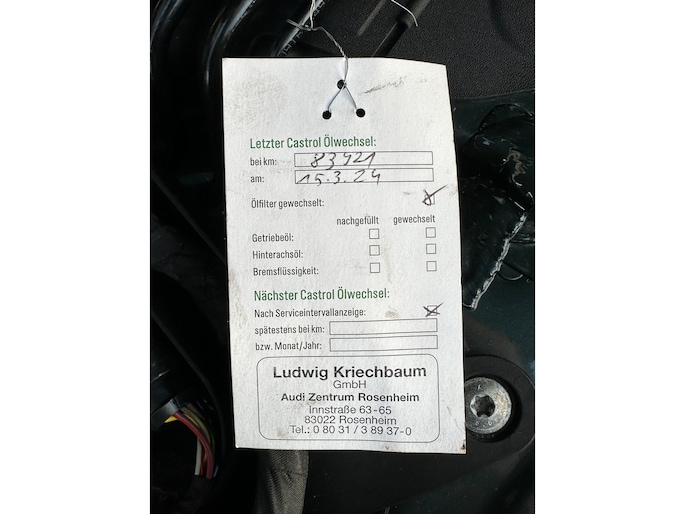 Letzter Castrol Ölwechsel:
bei km: 83421
am: 15.3.24
Ölfilter gewechselt:
nachgefüllt gewechselt
Getriebeöl:
Hinterachsöl:
Bremsflüssigkeit:
Nächster Castrol Ölwechsel:
Nach Serviceintervallanzeige:
spätestens bei km:
bzw. Monat/Jahr:
Ludwig Kriechbaum
GmbH
Audi Zentrum Rosenheim
Innstraße 63-65
83022 Rosenheim
Tel.: 0 80 31 / 3 89 37-0